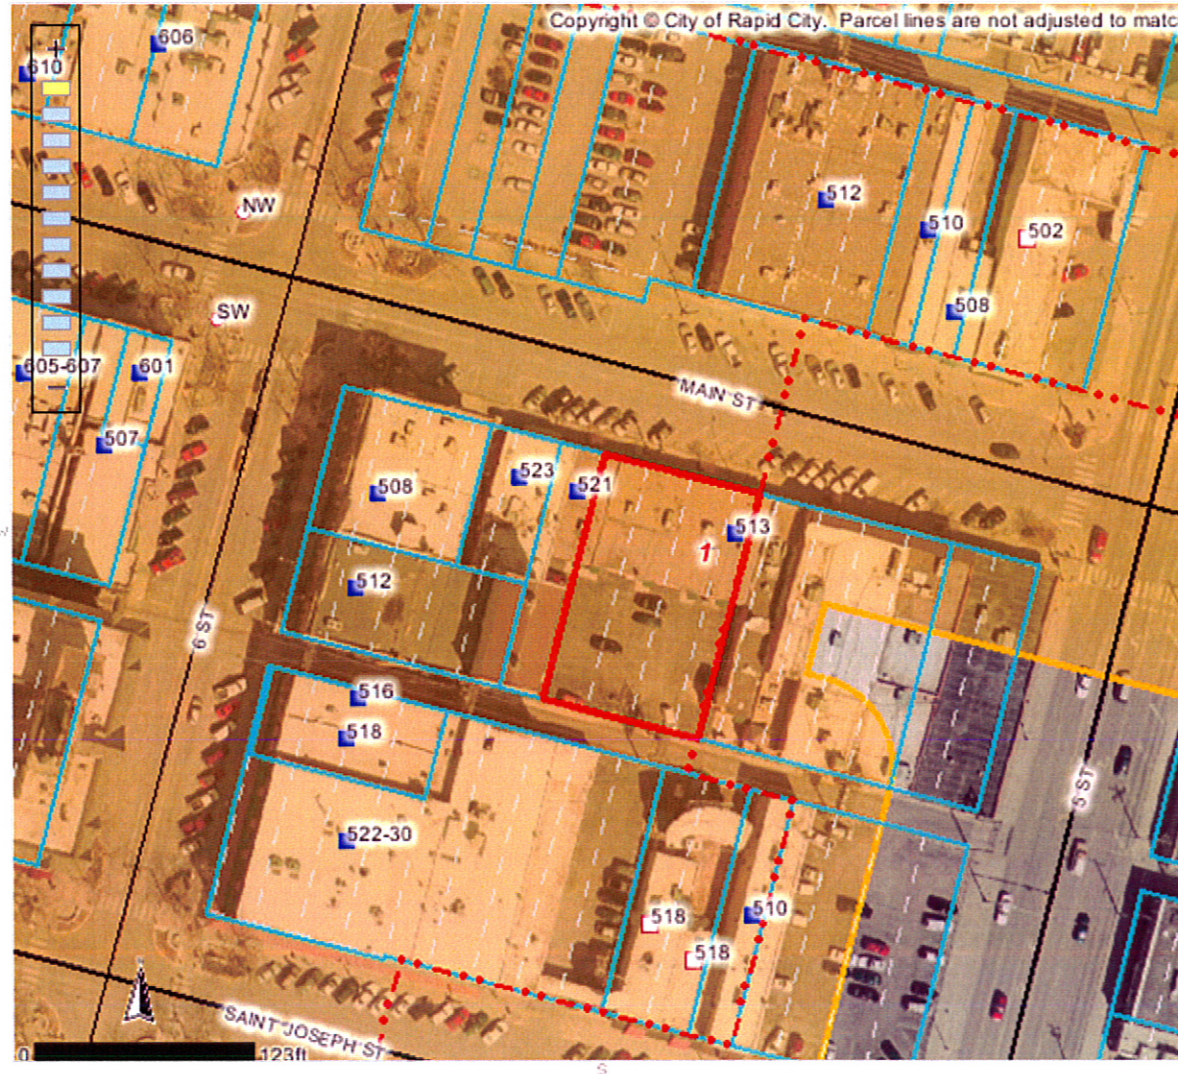 Copyright © City of Rapid City. Parcel lines are not adjusted to matc
606
+
610
NW
512
510
502
508
SW
605-607
601
507
MAIN ST
523
521
508
513
1
512
6 ST
516
518
522-30
5 ST
518
510
518
SAINT JOSEPH ST
0
123ft
S